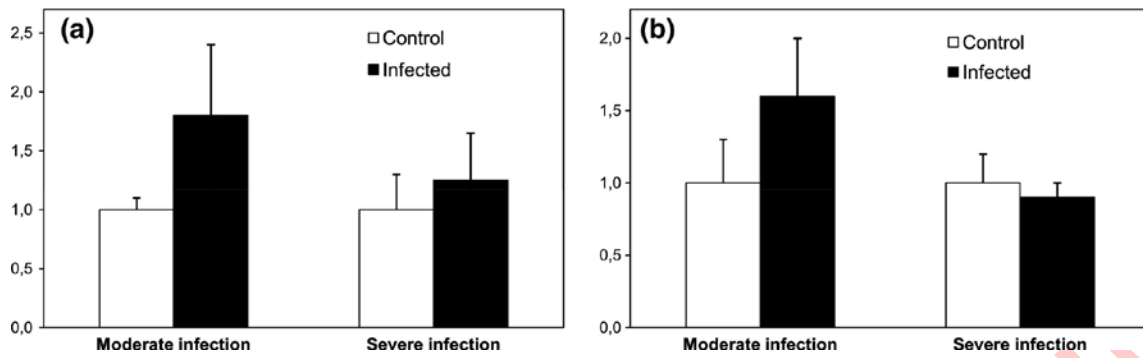 (a)
Control
Infected
2,5
2,0
1,5
1,0
0,5
0,0
Moderate infection Severe infection
(b)
Control
Infected
2,0
1,5
1,0
0,5
0,0
Moderate infection Severe infection